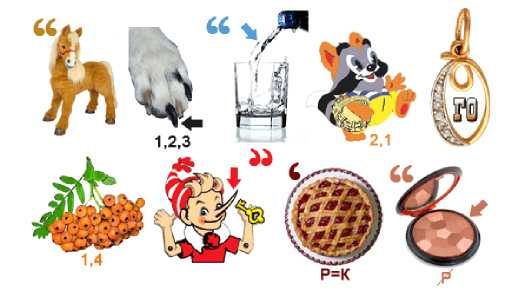 “ “
ГО
1,2,3
2,1
” ‘ “
1,4
Р=К
Р